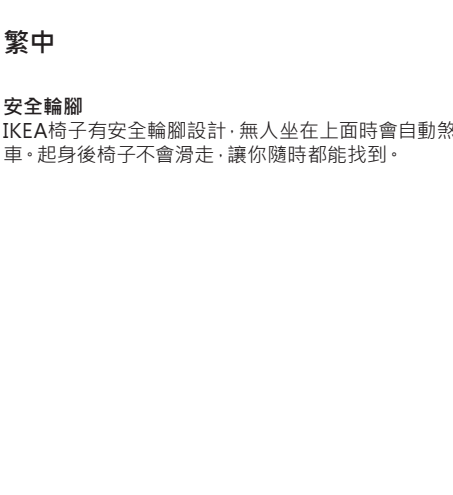 繁中
安全輪腳
IKEA椅子有安全輪腳設計，無人坐在上面時會自動煞
車。起身後椅子不會滑走，讓你隨時都能找到。